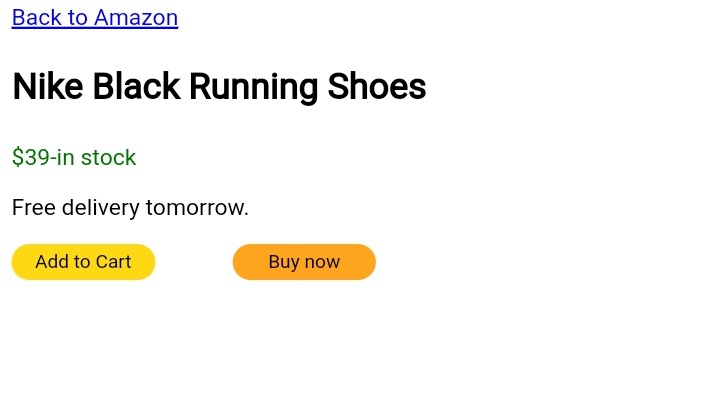 Back to Amazon
Nike Black Running Shoes
$39-in stock
Free delivery tomorrow.
Add to Cart Buy now